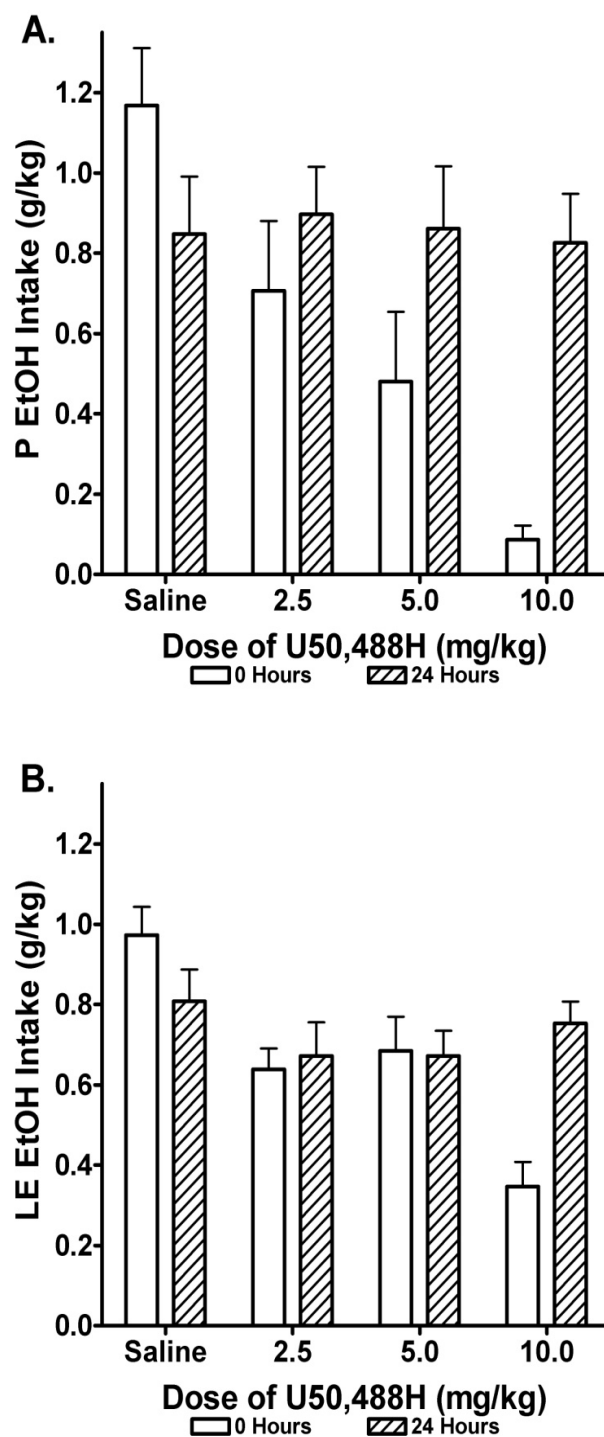 A.
P EtOH Intake (g/kg)
1.2
1.0
0.8
0.6
0.4
0.2
0.0
Saline 2.5 5.0 10.0
Dose of U50,488H (mg/kg)
0 Hours 24 Hours
B.
LE EtOH Intake (g/kg)
1.2
1.0
0.8
0.6
0.4
0.2
0.0
Saline 2.5 5.0 10.0
Dose of U50,488H (mg/kg)
0 Hours 24 Hours